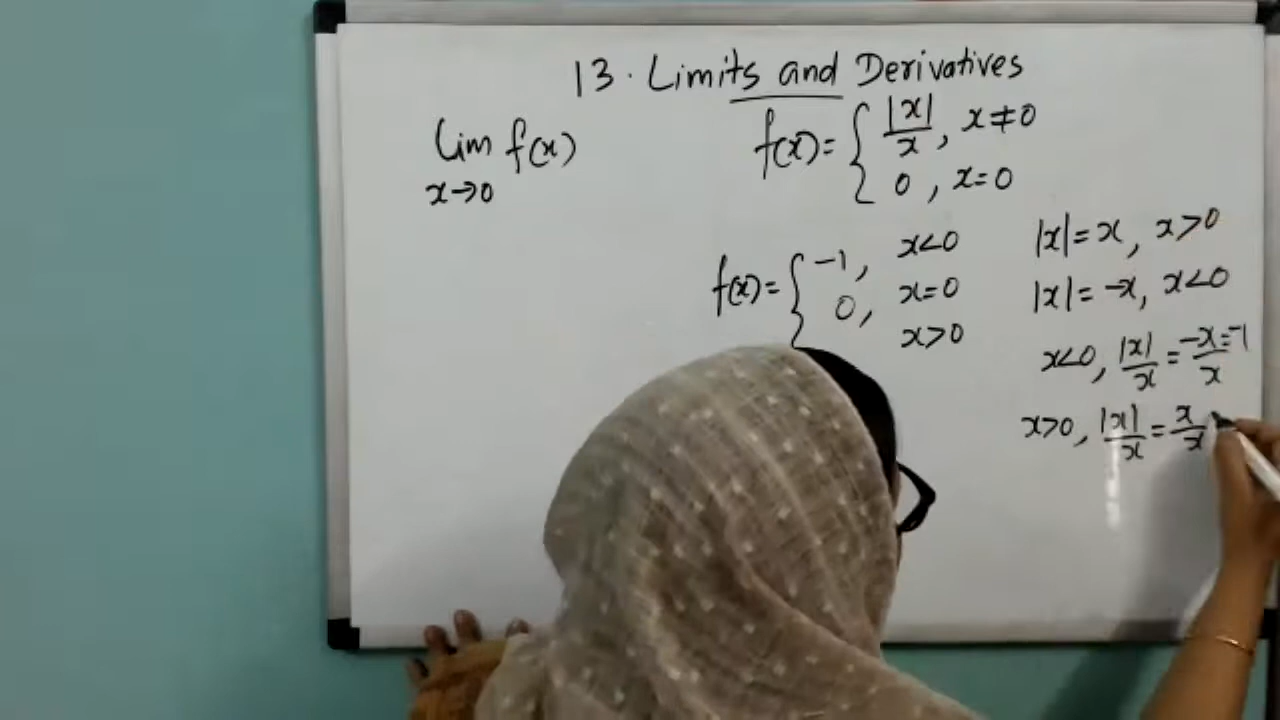 13. Limits and Derivatives
lim f(x)
x→0
f(x) = { |x|/x, x≠0
0, x=0
f(x) = { -1, x<0
0, x=0
x>0
|x| = x, x>0
|x| = -x, x<0
x<0, |x|/x = -x/x = -1
x>0, |x|/x = x/x